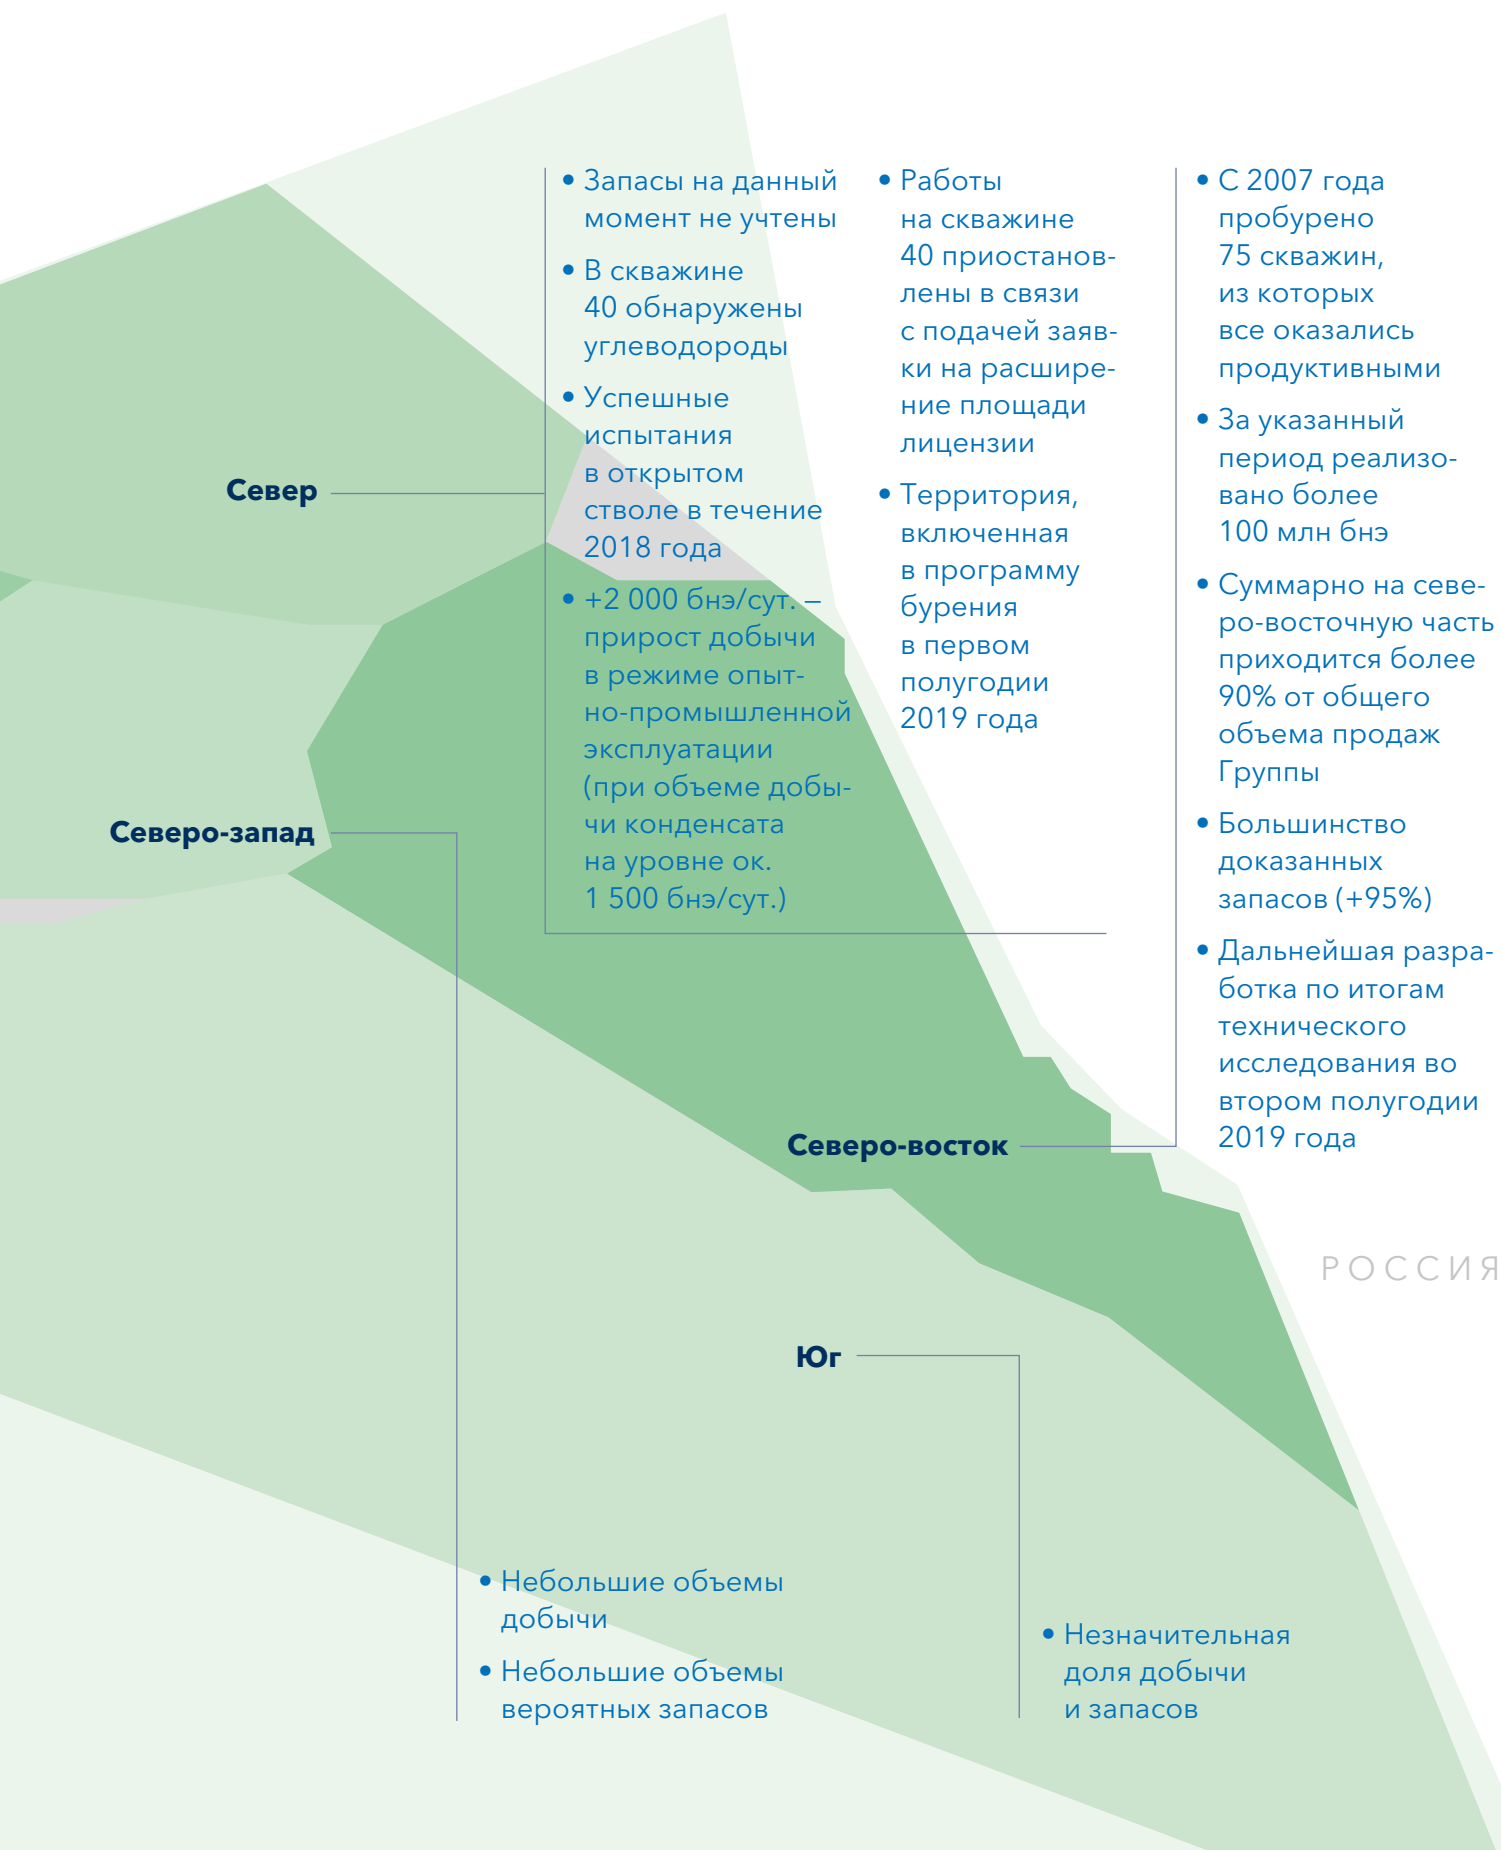 Север
• Запасы на данный
момент не учтены
• В скважине
40 обнаружены
углеводороды
• Успешные
испытания
в открытом
стволе в течение
2018 года
• +2 000 бнэ/сут. —
прирост добычи
в режиме опыт-
но-промышленной
эксплуатации
(при объеме добы-
чи конденсата
на уровне ок.
1 500 бнэ/сут.)
• Работы
на скважине
40 приостанов-
лены в связи
с подачей заяв-
ки на расшире-
ние площади
лицензии
• Территория,
включенная
в программу
бурения
в первом
полугодии
2019 года
Северо-восток
• С 2007 года
пробурено
75 скважин,
из которых
все оказались
продуктивными
• За указанный
период реализо-
вано более
100 млн бнэ
• Суммарно на севе-
ро-восточную часть
приходится более
90% от общего
объема продаж
Группы
• Большинство
доказанных
запасов (+95%)
• Дальнейшая разра-
ботка по итогам
технического
исследования во
втором полугодии
2019 года
РОССИЯ
Северо-запад
• Небольшие объемы
добычи
• Небольшие объемы
вероятных запасов
Юг
• Незначительная
доля добычи
и запасов